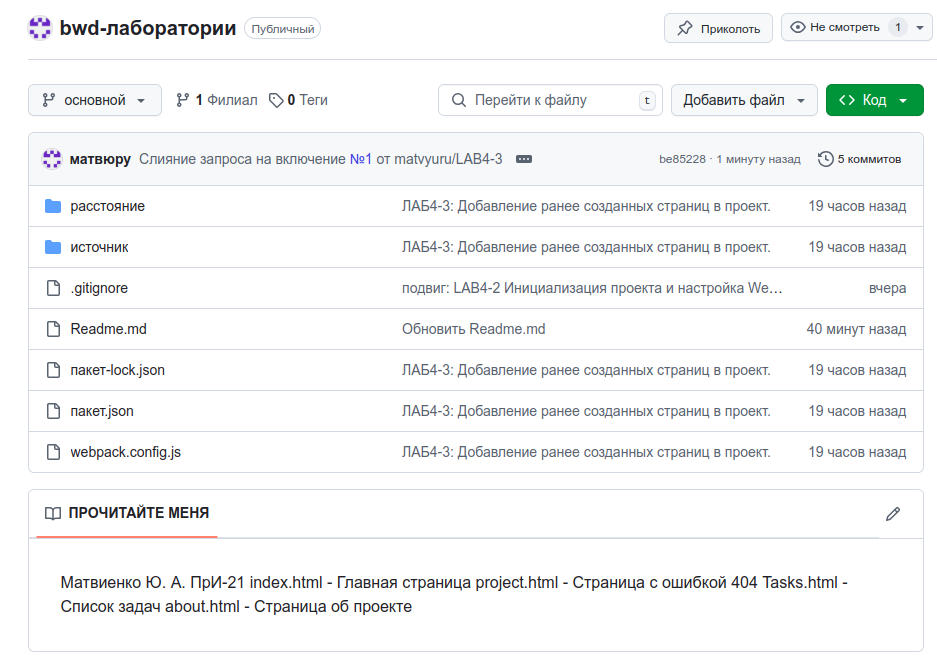 bwd-лаборатории Публичный Приколоть Не смотреть 1
основной 1 Филиал 0 Теги Перейти к файлу t Добавить файл Код
матвюру Слияние запроса на включение №1 от matvyuru/LAB4-3 be85228 · 1 минуту назад 5 коммитов
расстояние ЛАБ4-3: Добавление ранее созданных страниц в проект. 19 часов назад
источник ЛАБ4-3: Добавление ранее созданных страниц в проект. 19 часов назад
.gitignore подвиг: LAB4-2 Инициализация проекта и настройка We… вчера
Readme.md Обновить Readme.md 40 минут назад
пакет-lock.json ЛАБ4-3: Добавление ранее созданных страниц в проект. 19 часов назад
пакет.json ЛАБ4-3: Добавление ранее созданных страниц в проект. 19 часов назад
webpack.config.js ЛАБ4-3: Добавление ранее созданных страниц в проект. 19 часов назад
ПРОЧИТАЙТЕ МЕНЯ
Матвиенко Ю. А. ПрИ-21 index.html - Главная страница project.html - Страница с ошибкой 404 Tasks.html -
Список задач about.html - Страница об проекте